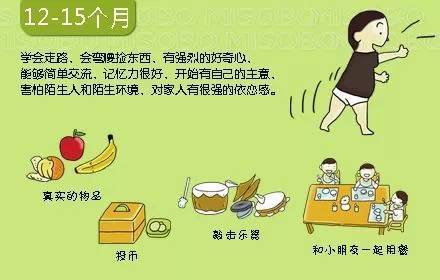 12-15个月
学会走路、会弯腰捡东西、有强烈的好奇心、
能够简单交流、记忆力很好、开始有自己的主意、
害怕陌生人和陌生环境、对家人有很强的依恋感。
真实的物品
投币
敲击乐器
和小朋友一起用餐